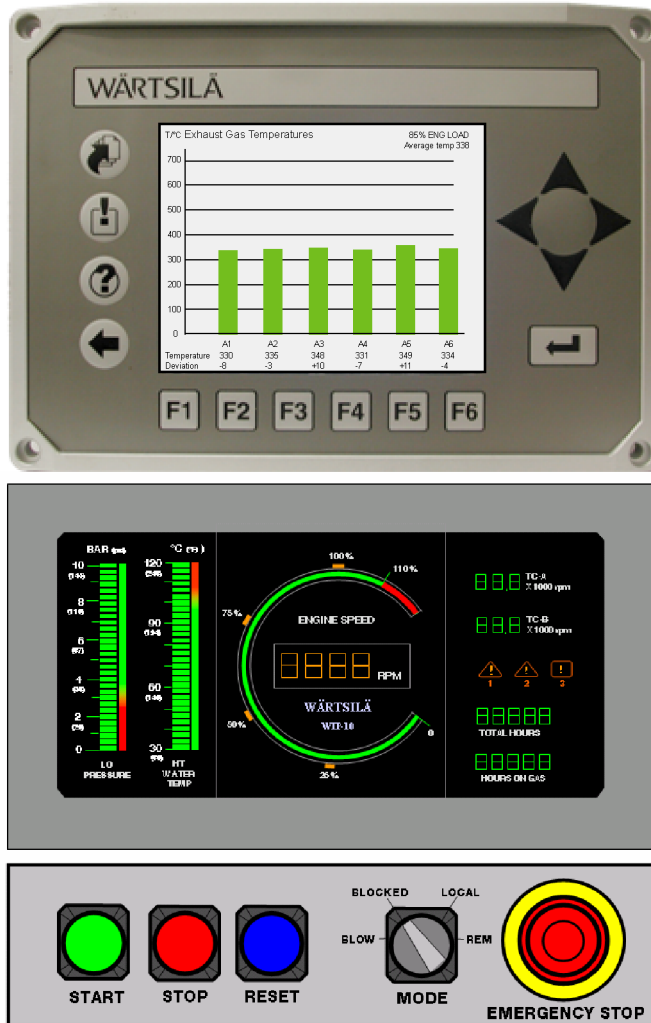 WÄRTSILÄ
T/°C Exhaust Gas Temperatures
85% ENG LOAD
Average temp 338
700
600
500
400
300
200
100
0
A1 A2 A3 A4 A5 A6
Temperature 330 335 348 331 349 334
Deviation -8 -3 +10 -7 +11 -4
F1 F2 F3 F4 F5 F6
BAR
°C
10
8
6
4
2
0
120
90
30
LO
PRESSURE
HT
WATER
TEMP
100%
110%
75%
50%
25%
0
ENGINE SPEED
RPM
WÄRTSILÄ
WIP-10
TC-A
X 1000 rpm
TC-B
X 1000 rpm
1 2 3
TOTAL HOURS
HOURS ON GAS
START STOP RESET
BLOW BLOCKED LOCAL REM
MODE
EMERGENCY STOP